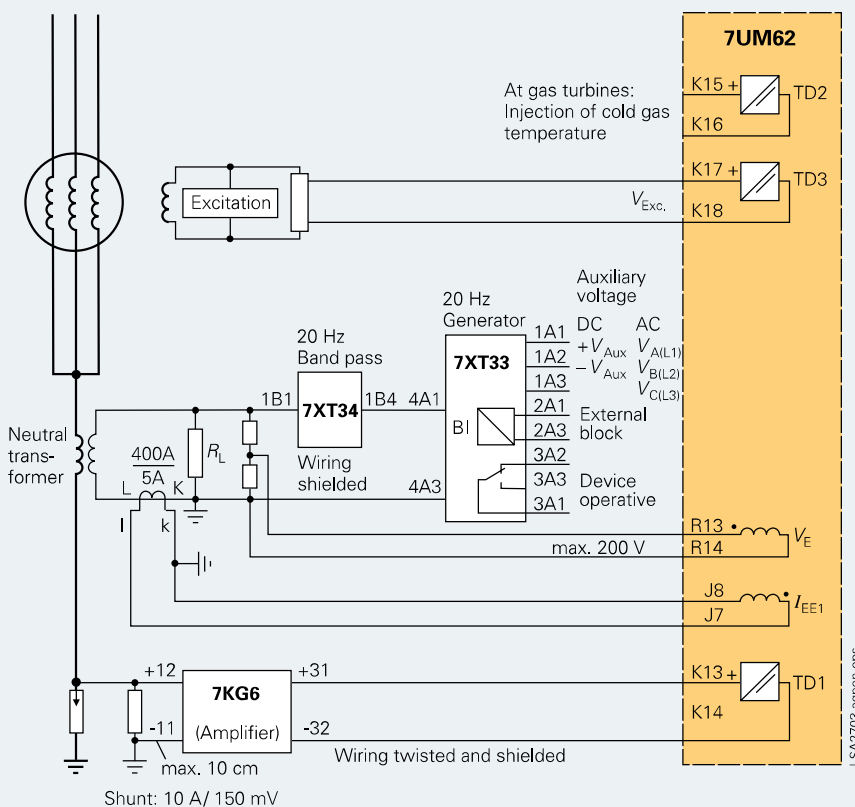 7UM62
At gas turbines:
Injection of cold gas
temperature
K15 +
TD2
K16
K17 +
TD3
Excitation
VExc.
K18
Auxiliary
voltage
20 Hz
Generator
DC AC
1A1
+VAux VA(L1)
20 Hz
Band pass
7XT33
1A2
−VAux VB(L2)
1A3
VC(L3)
1B1
7XT34
1B4
4A1
2A1
External
block
BI
2A3
Neutral
trans-
former
400A
5A
RL
Wiring
shielded
3A2
L K
4A3
3A3
Device
operative
3A1
l k
R13
VE
max. 200 V
R14
J8
IEE1
J7
+12
7KG6
+31
K13 +
TD1
(Amplifier)
K14
-11
-32
max. 10 cm
Wiring twisted and shielded
Shunt: 10 A/ 150 mV